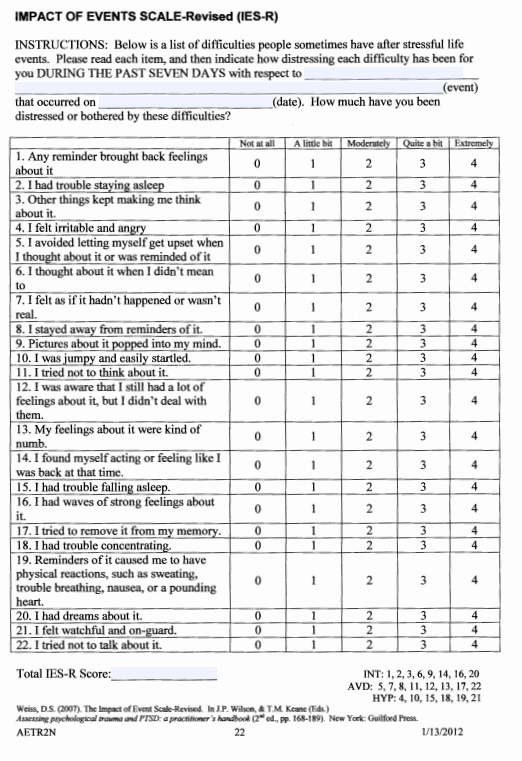 IMPACT OF EVENTS SCALE-Revised (IES-R)
INSTRUCTIONS: Below is a list of difficulties people sometimes have after stressful life
events. Please read each item, and then indicate how distressing each difficulty has been for
you DURING THE PAST SEVEN DAYS with respect to
(event)
that occurred on (date). How much have you been
distressed or bothered by these difficulties?
Not at all A little bit Moderately Quite a bit Extremely
1. Any reminder brought back feelings
about it 0 1 2 3 4
2. I had trouble staying asleep 0 1 2 3 4
3. Other things kept making me think
about it. 0 1 2 3 4
4. I felt irritable and angry 0 1 2 3 4
5. I avoided letting myself get upset when
I thought about it or was reminded of it 0 1 2 3 4
6. I thought about it when I didn't mean
to 0 1 2 3 4
7. I felt as if it hadn't happened or wasn't
real. 0 1 2 3 4
8. I stayed away from reminders of it. 0 1 2 3 4
9. Pictures about it popped into my mind. 0 1 2 3 4
10. I was jumpy and easily startled. 0 1 2 3 4
11. I tried not to think about it. 0 1 2 3 4
12. I was aware that I still had a lot of
feelings about it, but I didn't deal with
them. 0 1 2 3 4
13. My feelings about it were kind of
numb. 0 1 2 3 4
14. I found myself acting or feeling like I
was back at that time. 0 1 2 3 4
15. I had trouble falling asleep. 0 1 2 3 4
16. I had waves of strong feelings about
it. 0 1 2 3 4
17. I tried to remove it from my memory. 0 1 2 3 4
18. I had trouble concentrating. 0 1 2 3 4
19. Reminders of it caused me to have
physical reactions, such as sweating,
trouble breathing, nausea, or a pounding
heart. 0 1 2 3 4
20. I had dreams about it. 0 1 2 3 4
21. I felt watchful and on-guard. 0 1 2 3 4
22. I tried not to talk about it. 0 1 2 3 4
Total IES-R Score: INT: 1, 2, 3, 6, 9, 14, 16, 20
AVD: 5, 7, 8, 11, 12, 13, 17, 22
HYP: 4, 10, 15, 18, 19, 21
Weiss, D.S. (2007). The Impact of Event Scale-Revised. In J.P. Wilson, & T.M. Keane (Eds.)
Assessing psychological trauma and PTSD: a practitioner's handbook (2nd ed., pp. 168-189). New York: Guilford Press.
AETR2N 22 1/13/2012